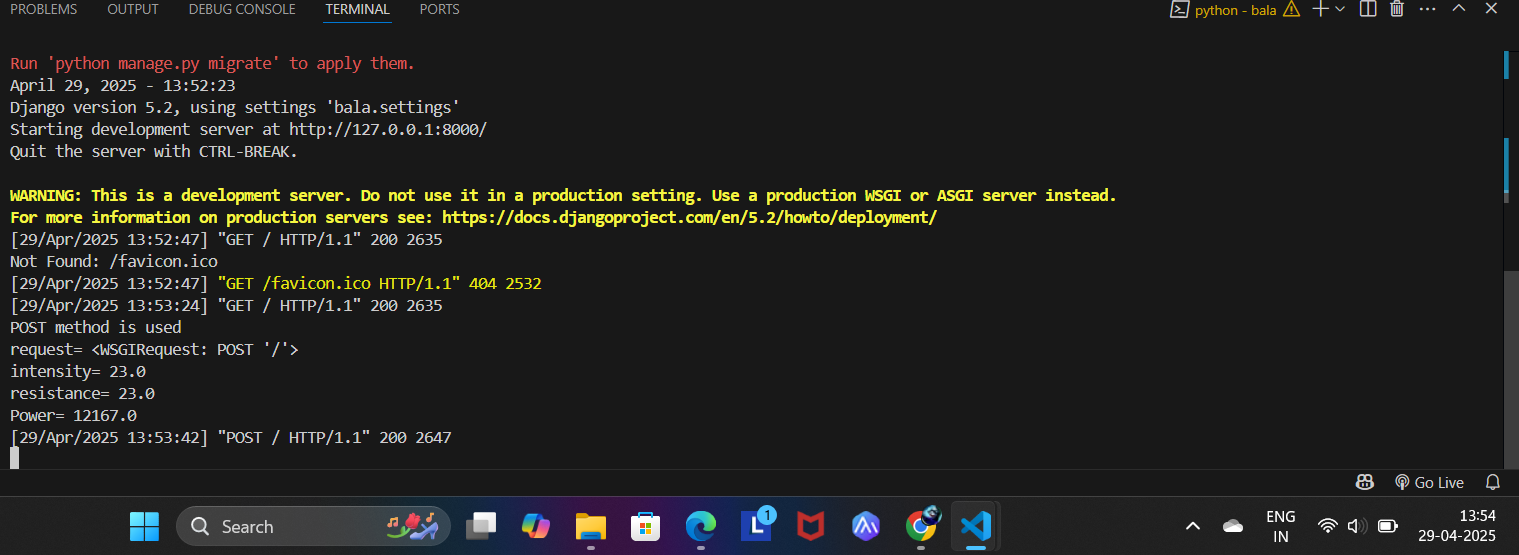 PROBLEMS OUTPUT DEBUG CONSOLE TERMINAL PORTS python - bala
Run 'python manage.py migrate' to apply them.
April 29, 2025 - 13:52:23
Django version 5.2, using settings 'bala.settings'
Starting development server at http://127.0.0.1:8000/
Quit the server with CTRL-BREAK.
WARNING: This is a development server. Do not use it in a production setting. Use a production WSGI or ASGI server instead.
For more information on production servers see: https://docs.djangoproject.com/en/5.2/howto/deployment/
[29/Apr/2025 13:52:47] "GET / HTTP/1.1" 200 2635
Not Found: /favicon.ico
[29/Apr/2025 13:52:47] "GET /favicon.ico HTTP/1.1" 404 2532
[29/Apr/2025 13:53:24] "GET / HTTP/1.1" 200 2635
POST method is used
request= <WSGIRequest: POST '/'>
intensity= 23.0
resistance= 23.0
Power= 12167.0
[29/Apr/2025 13:53:42] "POST / HTTP/1.1" 200 2647
Go Live
Search
L 1
ENG
IN
13:54
29-04-2025